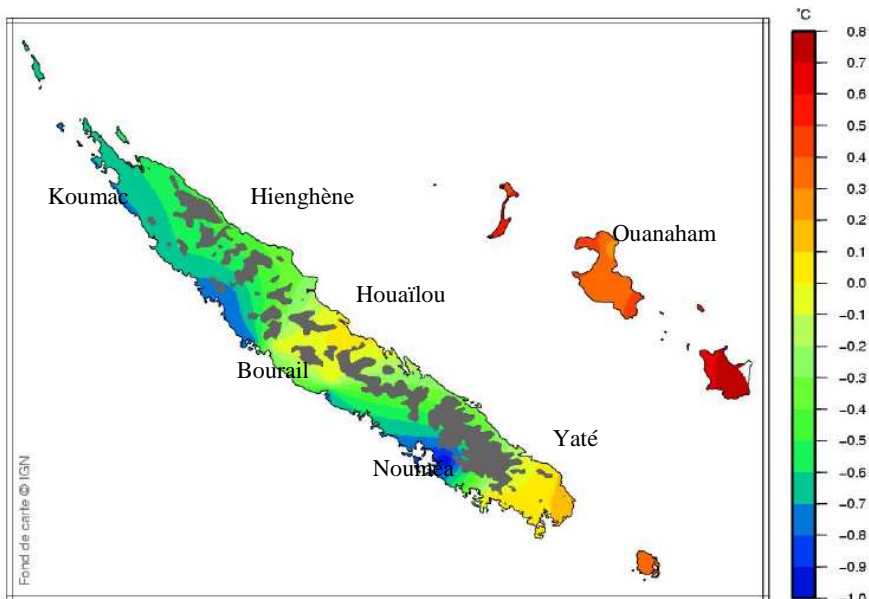 °C
0.8
0.7
0.6
0.5
0.4
0.3
0.2
0.1
0.0
-0.1
-0.2
-0.3
-0.4
-0.5
-0.6
-0.7
-0.8
-0.9
-1.0
Koumac
Hienghène
Ouanaham
Houaïlou
Bourail
Yaté
Nouméa
Fond de carte © IGN